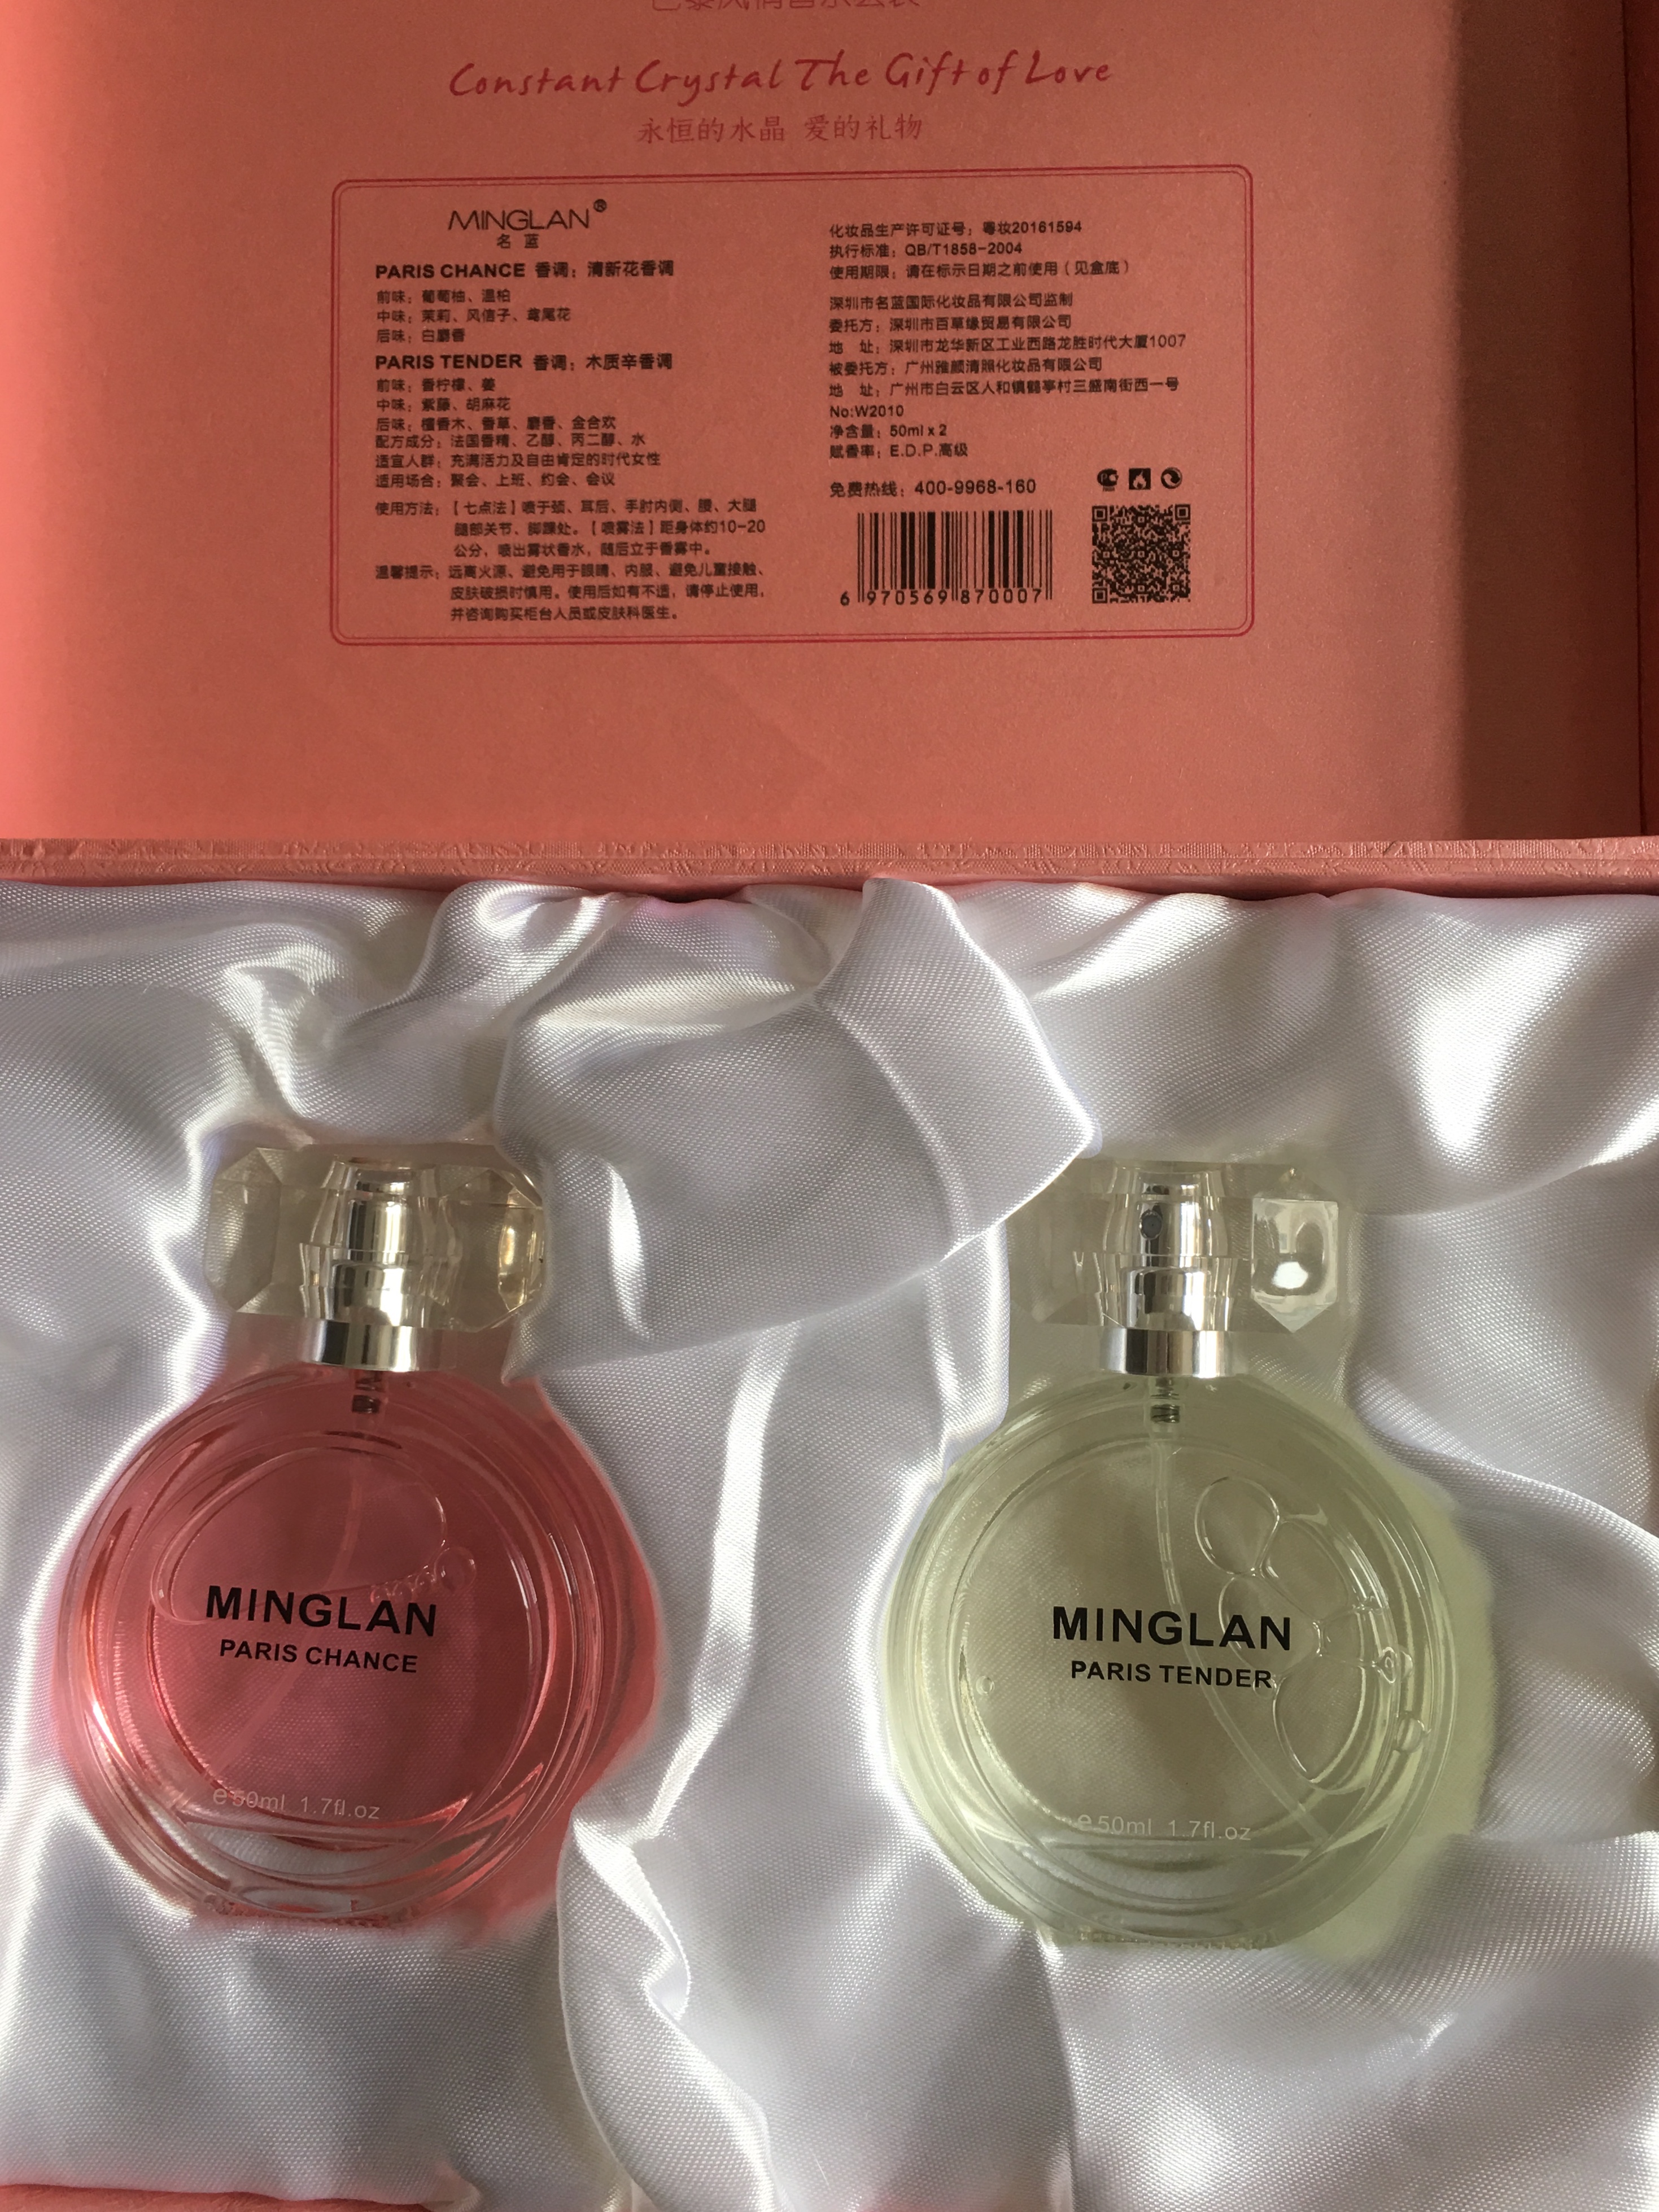 Constant Crystal The Gift of Love
永恒的水晶 爱的礼物
MINGLAN®
名蓝
PARIS CHANCE 香调：清新花香调
前味：葡萄柚、温柏
中味：茉莉、风信子、鸢尾花
后味：白麝香
PARIS TENDER 香调：木质辛香调
前味：香柠檬、姜
中味：紫藤、胡麻花
后味：檀香木、香草、麝香、金合欢
配方成分：法国香精、乙醇、丙二醇、水
适宜人群：充满活力及自由肯定的时代女性
适用场合：聚会、上班、约会、会议
使用方法：【七点法】喷于颈、耳后、手肘内侧、腰、大腿
腿部关节、脚踝处。【喷雾法】距身体约10-20
公分，喷出雾状香水，随后立于香雾中。
温馨提示：远离火源、避免用于眼睛、内服、避免儿童接触、
皮肤破损时慎用。使用后如有不适，请停止使用，
并咨询购买柜台人员或皮肤科医生。
化妆品生产许可证号：粤妆20161594
执行标准：QB/T1858-2004
使用期限：请在标示日期之前使用（见盒底）
深圳市名蓝国际化妆品有限公司监制
委托方：深圳市百草缘贸易有限公司
地 址：深圳市龙华新区工业西路龙胜时代大厦1007
被委托方：广州雅颜清照化妆品有限公司
地 址：广州市白云区人和镇鹤亭村三盛南街西一号
No:W2010
净含量：50ml x 2
赋香率：E.D.P.高级
免费热线：400-9968-160
6 970569 870007
MINGLAN
PARIS CHANCE
e 50ml 1.7fl.oz
MINGLAN
PARIS TENDER
e 50ml 1.7fl.oz